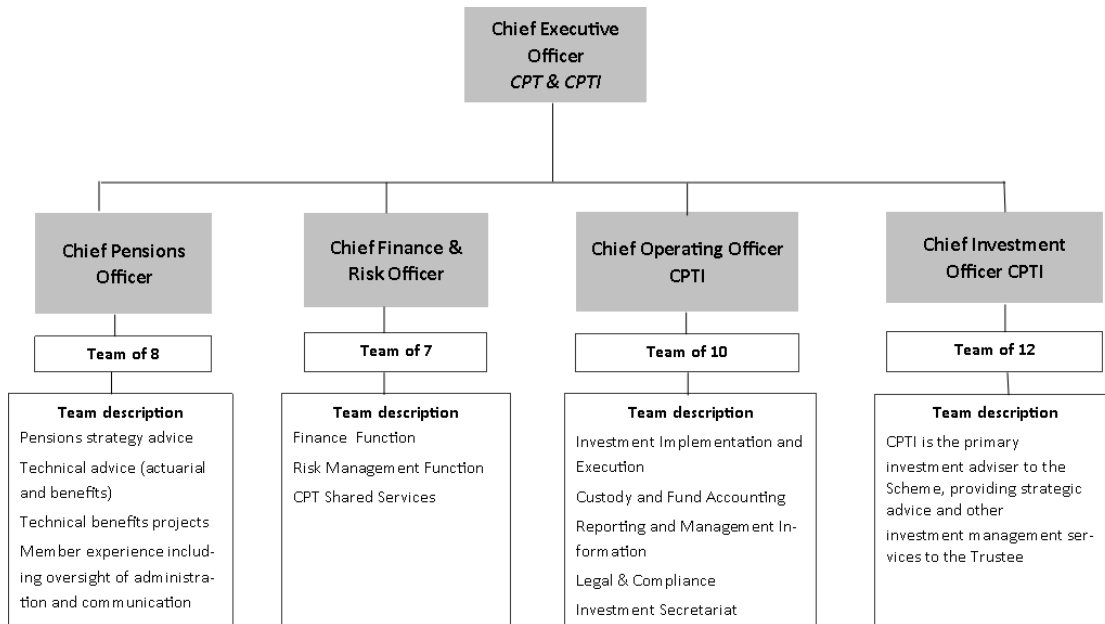 Chief Executive
Officer
CPT & CPTI
Chief Pensions
Officer
Team of 8
Team description
Pensions strategy advice
Technical advice (actuarial
and benefits)
Technical benefits projects
Member experience includ-
ing oversight of administra-
tion and communication
Chief Finance &
Risk Officer
Team of 7
Team description
Finance Function
Risk Management Function
CPT Shared Services
Chief Operating Officer
CPTI
Team of 10
Team description
Investment Implementation and
Execution
Custody and Fund Accounting
Reporting and Management In-
formation
Legal & Compliance
Investment Secretariat
Chief Investment
Officer CPTI
Team of 12
Team description
CPTI is the primary
investment adviser to the
Scheme, providing strategic
advice and other
investment management ser-
vices to the Trustee